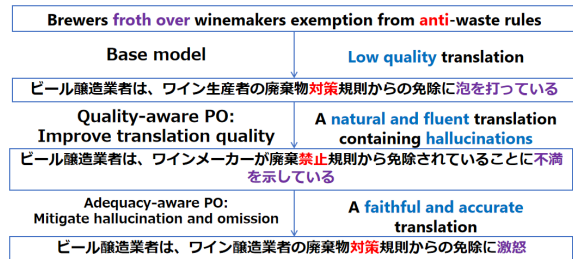 Brewers froth over winemakers exemption from anti-waste rules
Base model
Low quality translation
ビール醸造業者は、ワイン生産者の廃棄物対策規則からの免除に泡を打っている
Quality-aware PO:
Improve translation quality
A natural and fluent translation
containing hallucinations
ビール醸造業者は、ワインメーカーが廃棄禁止規則から免除されていることに不満
を示している
Adequacy-aware PO:
Mitigate hallucination and omission
A faithful and accurate
translation
ビール醸造業者は、ワイン醸造業者の廃棄物対策規則からの免除に激怒